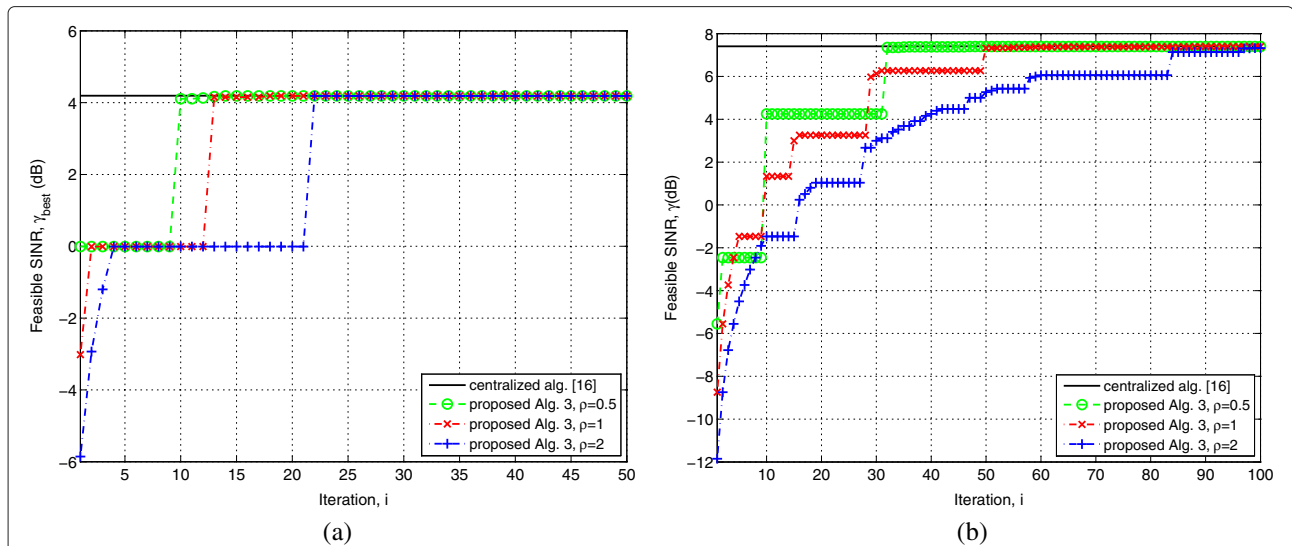 6
4
2
0
−2
−4
−6
Feasible SINR, γbest (dB)
5 10 15 20 25 30 35 40 45 50
Iteration, i
centralized alg. [16]
proposed Alg. 3, ρ=0.5
proposed Alg. 3, ρ=1
proposed Alg. 3, ρ=2
(a)
8
6
4
2
0
−2
−4
−6
−8
−10
−12
Feasible SINR, γ(dB)
10 20 30 40 50 60 70 80 90 100
Iteration, i
centralized alg. [16]
proposed Alg. 3, ρ=0.5
proposed Alg. 3, ρ=1
proposed Alg. 3, ρ=2
(b)